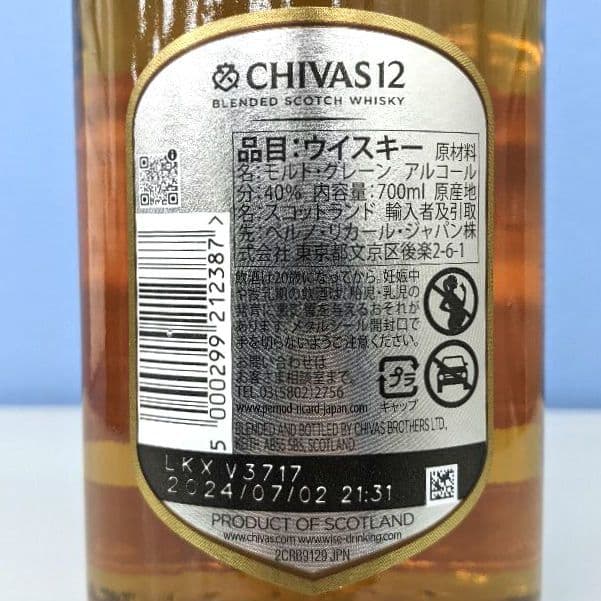 CHIVAS 12
BLENDED SCOTCH WHISKY
品目:ウイスキー 原材料
名:モルト・グレーン アルコール
分:40% 内容量:700ml 原産地
名:スコットランド 輸入者及引取
先:ペルノ・リカール・ジャパン株
式会社 東京都文京区後楽2-6-1
飲酒は20歳になってから。妊娠中
や授乳期の飲酒は、胎児・乳児の
発育に悪影響を与えるおそれが
あります。メタルシール開封口で
手を切らないようご注意ください。
お問い合わせは
お客さま相談室まで。
TEL.03(5802)2756
www.pernod-ricard-japan.com
プラ
キャップ
BLENDED AND BOTTLED BY CHIVAS BROTHERS LTD.
KEITH, AB55 5BS, SCOTLAND.
5 000299 212387 >
LKX V3717
2024/07/02 21:31
PRODUCT OF SCOTLAND
www.chivas.com www.wise-drinking.com
2CRB9129 JPN